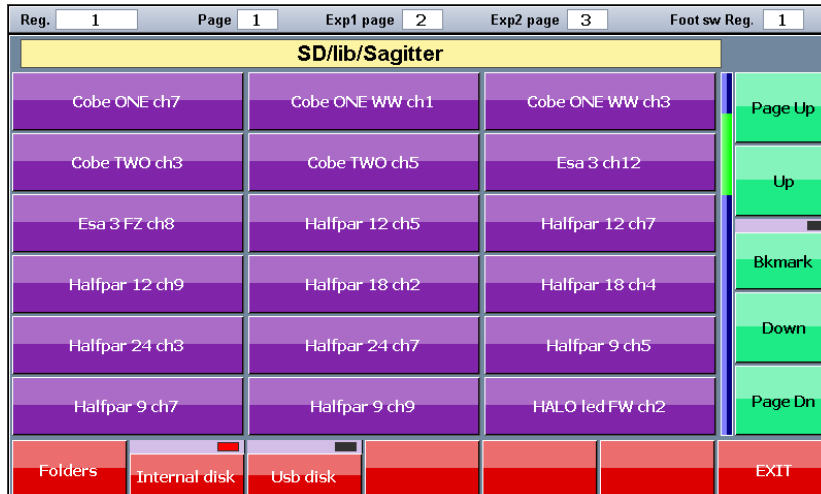 Reg. 1 Page 1 Exp1 page 2 Exp2 page 3 Foot sw Reg. 1
SD/lib/Sagitter
Cobe ONE ch7 Cobe ONE WW ch1 Cobe ONE WW ch3 Page Up
Cobe TWO ch3 Cobe TWO ch5 Esa 3 ch12 Up
Esa 3 FZ ch8 Halfpar 12 ch5 Halfpar 12 ch7
Halfpar 12 ch9 Halfpar 18 ch2 Halfpar 18 ch4 Bkmark
Halfpar 24 ch3 Halfpar 24 ch7 Halfpar 9 ch5 Down
Halfpar 9 ch7 Halfpar 9 ch9 HALO led FW ch2 Page Dn
Folders Internal disk Usb disk EXIT